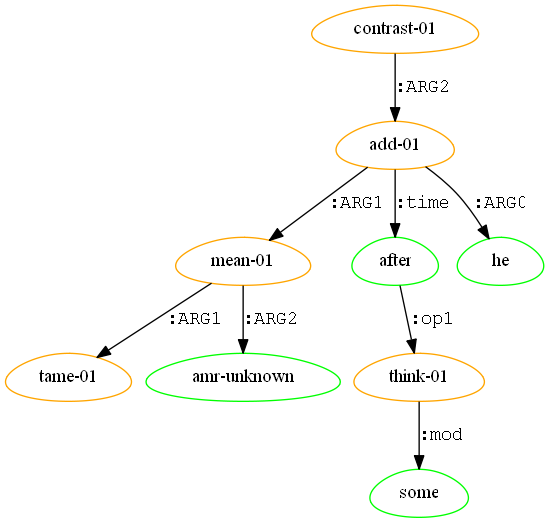 contrast-01
:ARG2
add-01
:ARG1
:time
:ARG0
mean-01
after
he
:ARG1
:ARG2
:op1
tame-01
amr-unknown
think-01
:mod
some